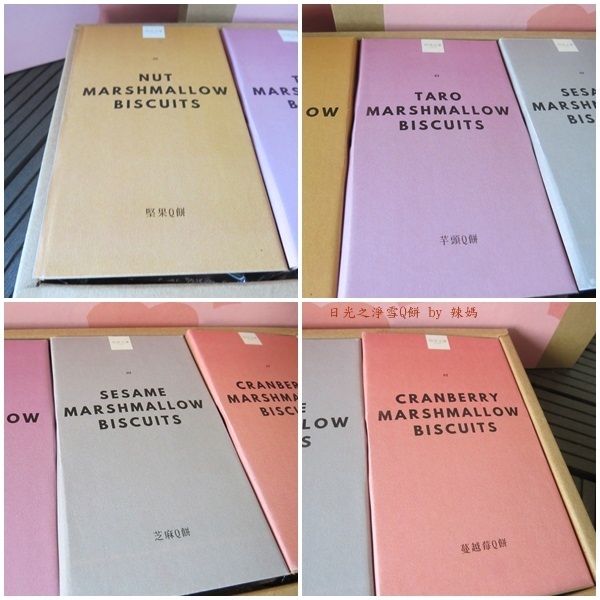 NUT
MARSHMALLOW
BISCUITS
堅果Q餅
OW
TARO
MARSHMALLOW
BISCUITS
芋頭Q餅
SESAME
MARSHMALLOW
BISCUITS
芝麻Q餅
日光之淨雪Q餅 by 辣媽
CRANBERRY
MARSHMALLOW
BISCUITS
蔓越莓Q餅